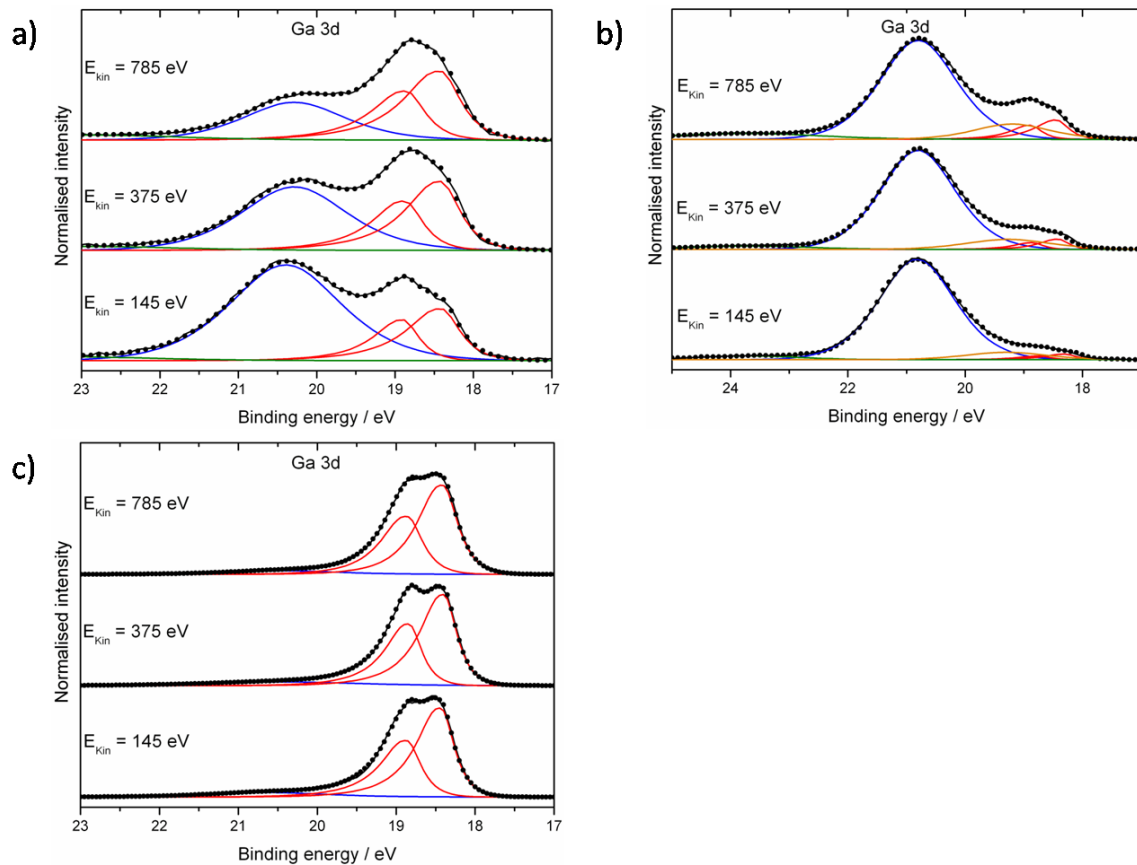 a)
Ga 3d
E_kin = 785 eV
E_Kin = 375 eV
E_Kin = 145 eV
Normalised intensity
23 22 21 20 19 18 17
Binding energy / eV
b)
Ga 3d
E_Kin = 785 eV
E_Kin = 375 eV
E_Kin = 145 eV
Normalised intensity
24 22 20 18
Binding energy / eV
c)
Ga 3d
E_Kin = 785 eV
E_Kin = 375 eV
E_Kin = 145 eV
Normalised intensity
23 22 21 20 19 18 17
Binding energy / eV